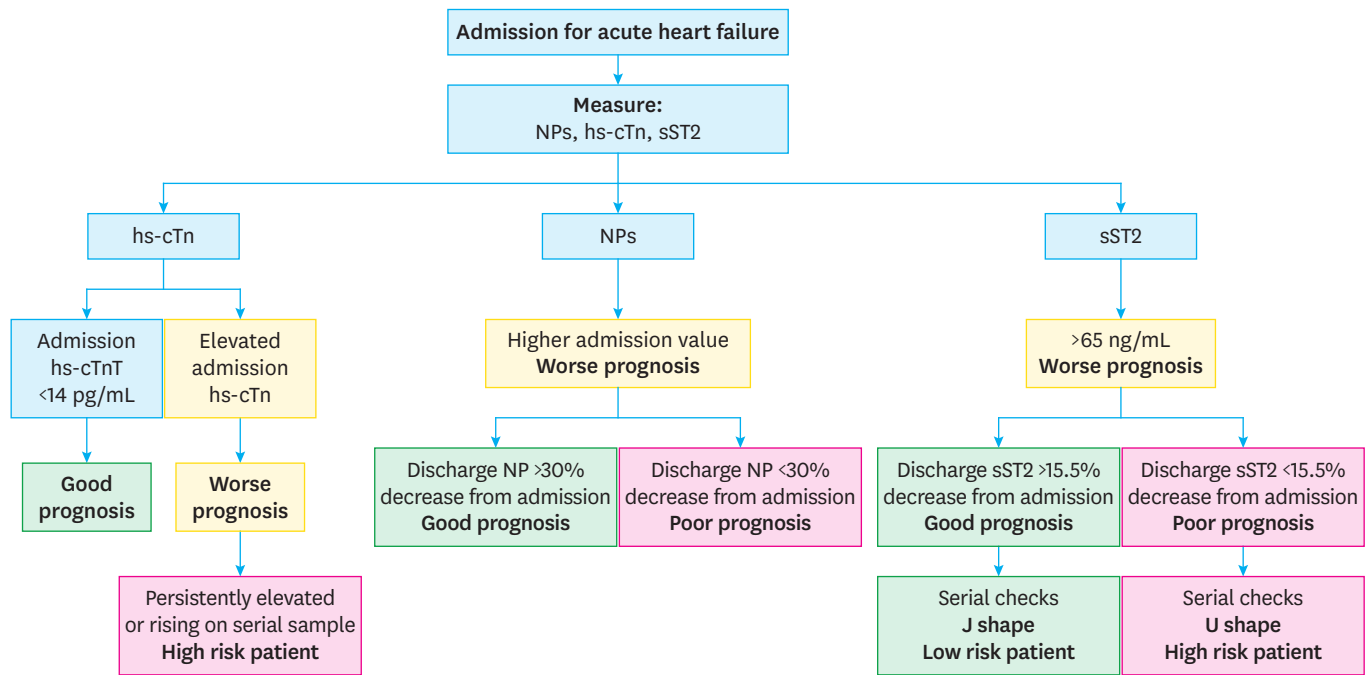 Admission for acute heart failure
Measure:
NPs, hs-cTn, sST2
hs-cTn
NPs
sST2
Admission
hs-cTnT
<14 pg/mL
Elevated
admission
hs-cTn
Higher admission value
Worse prognosis
>65 ng/mL
Worse prognosis
Good
prognosis
Worse
prognosis
Discharge NP >30%
decrease from admission
Good prognosis
Discharge NP <30%
decrease from admission
Poor prognosis
Discharge sST2 >15.5%
decrease from admission
Good prognosis
Discharge sST2 <15.5%
decrease from admission
Poor prognosis
Persistently elevated
or rising on serial sample
High risk patient
Serial checks
J shape
Low risk patient
Serial checks
U shape
High risk patient